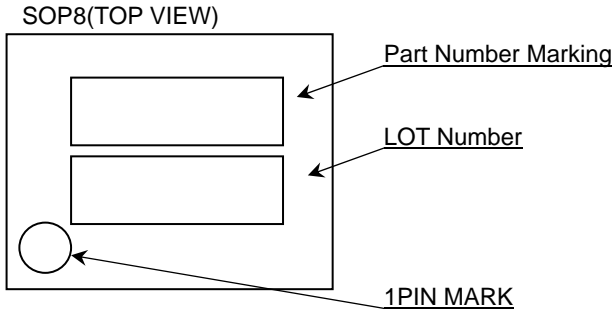 SOP8(TOP VIEW)
Part Number Marking
LOT Number
1PIN MARK